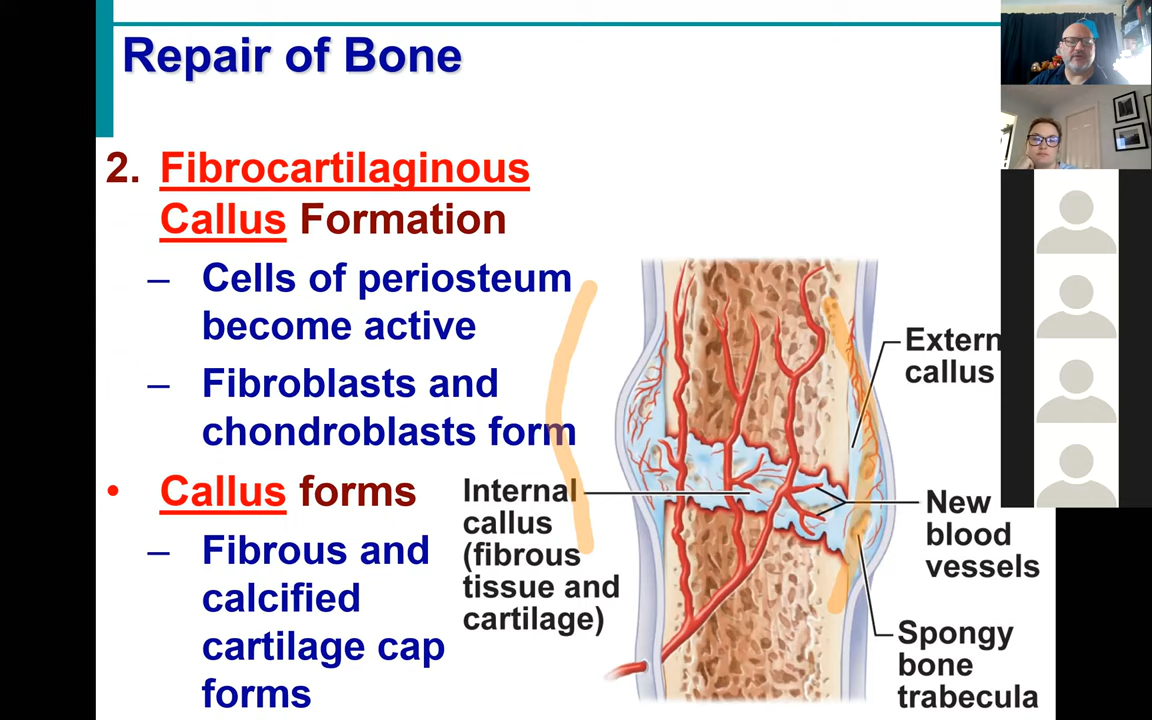 Repair of Bone
2. Fibrocartilaginous
Callus Formation
– Cells of periosteum
become active
– Fibroblasts and
chondroblasts form
• Callus forms
– Fibrous and
calcified
cartilage cap
forms
Internal
callus
(fibrous
tissue and
cartilage)
Extern
callus
New
blood
vessels
Spongy
bone
trabecula